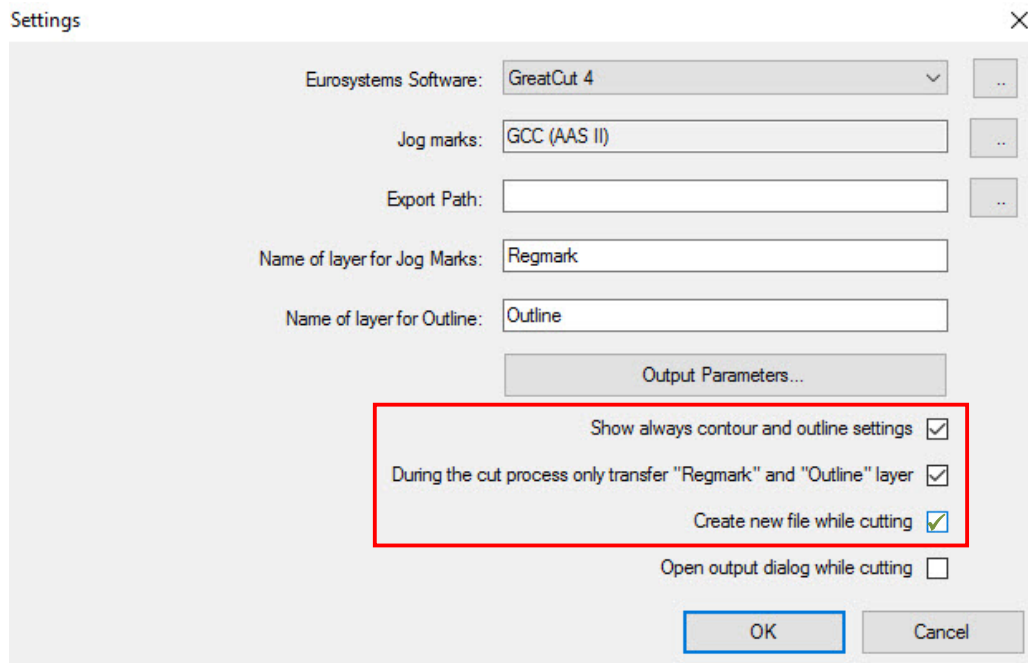 Settings
Eurosystems Software: GreatCut 4 ..
Jog marks: GCC (AAS II) ..
Export Path: ..
Name of layer for Jog Marks: Regmark
Name of layer for Outline: Outline
Output Parameters...
Show always contour and outline settings
During the cut process only transfer "Regmark" and "Outline" layer
Create new file while cutting
Open output dialog while cutting
OK Cancel